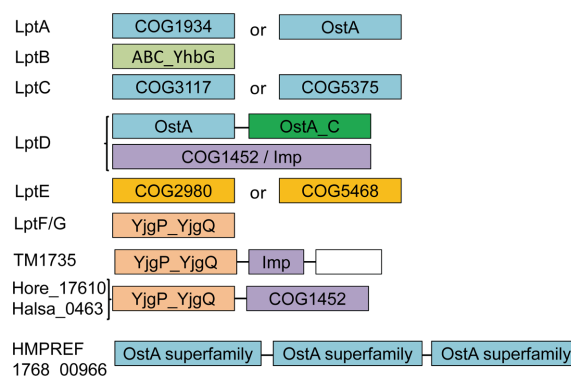 LptA COG1934 or OstA
LptB ABC_YhbG
LptC COG3117 or COG5375
LptD OstA OstA_C
COG1452 / Imp
LptE COG2980 or COG5468
LptF/G YjgP_YjgQ
TM1735 YjgP_YjgQ Imp
Hore_17610
Halsa_0463 YjgP_YjgQ COG1452
HMPREF
1768_00966 OstA superfamily OstA superfamily OstA superfamily